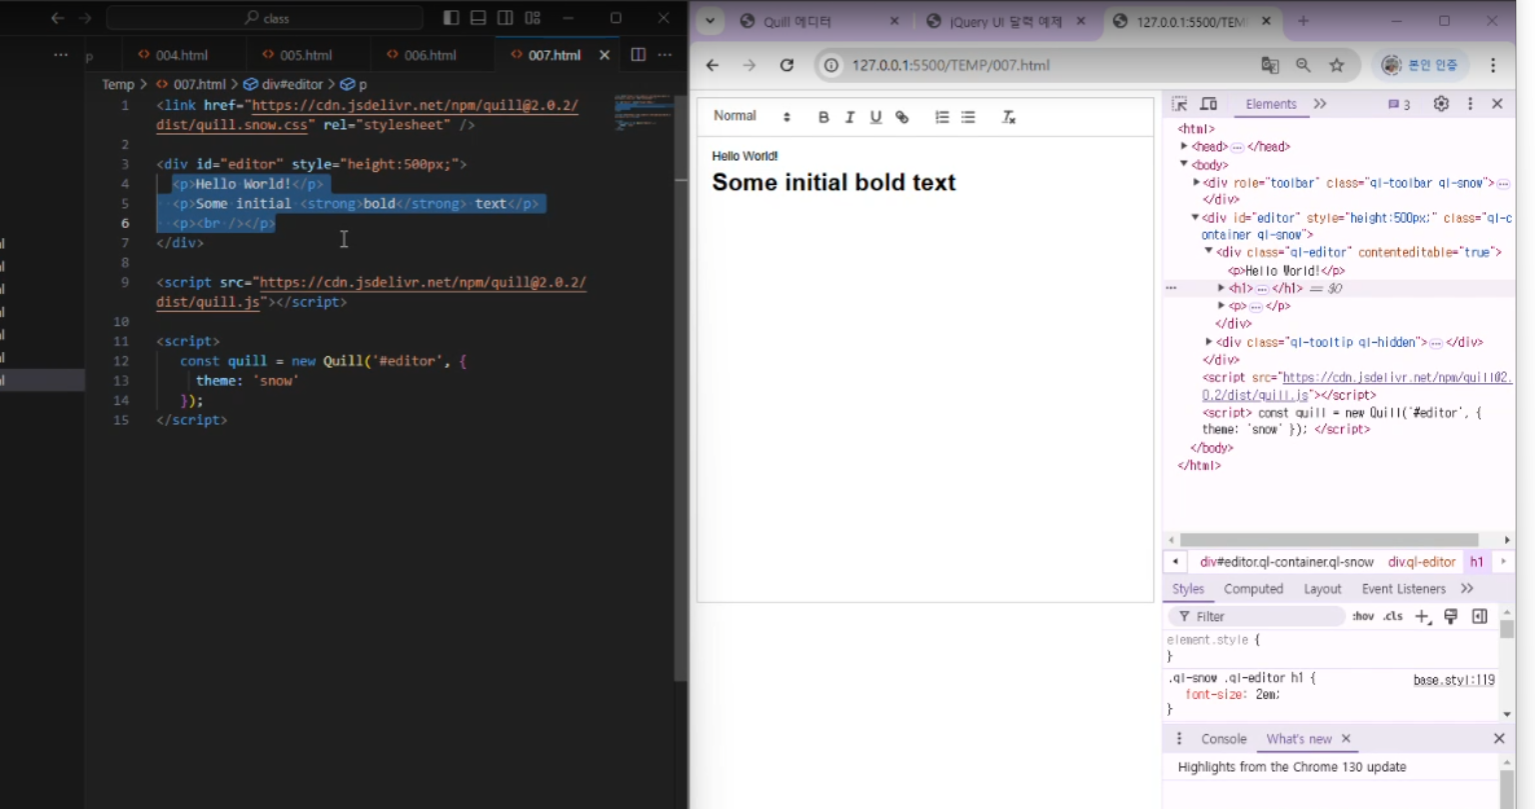 class
004.html
005.html
006.html
007.html
Temp > 007.html > div#editor > p
1 <link href="https://cdn.jsdelivr.net/npm/quill@2.0.2/
dist/quill.snow.css" rel="stylesheet" />
2
3 <div id="editor" style="height:500px;">
4 <p>Hello World!</p>
5 <p>Some initial <strong>bold</strong> text</p>
6 <p><br /></p>
7 </div>
8
9 <script src="https://cdn.jsdelivr.net/npm/quill@2.0.2/
dist/quill.js"></script>
10
11 <script>
12 const quill = new Quill('#editor', {
13 theme: 'snow'
14 });
15 </script>
Quill 에디터
jQuery UI 달력 예제
127.0.0.1:5500/TEM
127.0.0.1:5500/TEMP/007.html
본인 인증
Normal
B I U
Hello World!
Some initial bold text
Elements
3
<html>
<head> ⋯ </head>
<body>
<div role="toolbar" class="ql-toolbar ql-snow"> ⋯
</div>
<div id="editor" style="height:500px;" class="ql-c
ontainer ql-snow">
<div class="ql-editor" contenteditable="true">
<p>Hello World!</p>
<h1> ⋯ </h1> == $0
<p> ⋯ </p>
</div>
<div class="ql-tooltip ql-hidden"> ⋯ </div>
</div>
<script src="https://cdn.jsdelivr.net/npm/quill@2.
0.2/dist/quill.js"></script>
<script> const quill = new Quill('#editor', {
theme: 'snow' }); </script>
</body>
</html>
div#editor.ql-container.ql-snow div.ql-editor h1
Styles Computed Layout Event Listeners
Filter :hov .cls
element.style {
}
.ql-snow .ql-editor h1 { base.styl:119
font-size: 2em;
}
Console What's new
Highlights from the Chrome 130 update